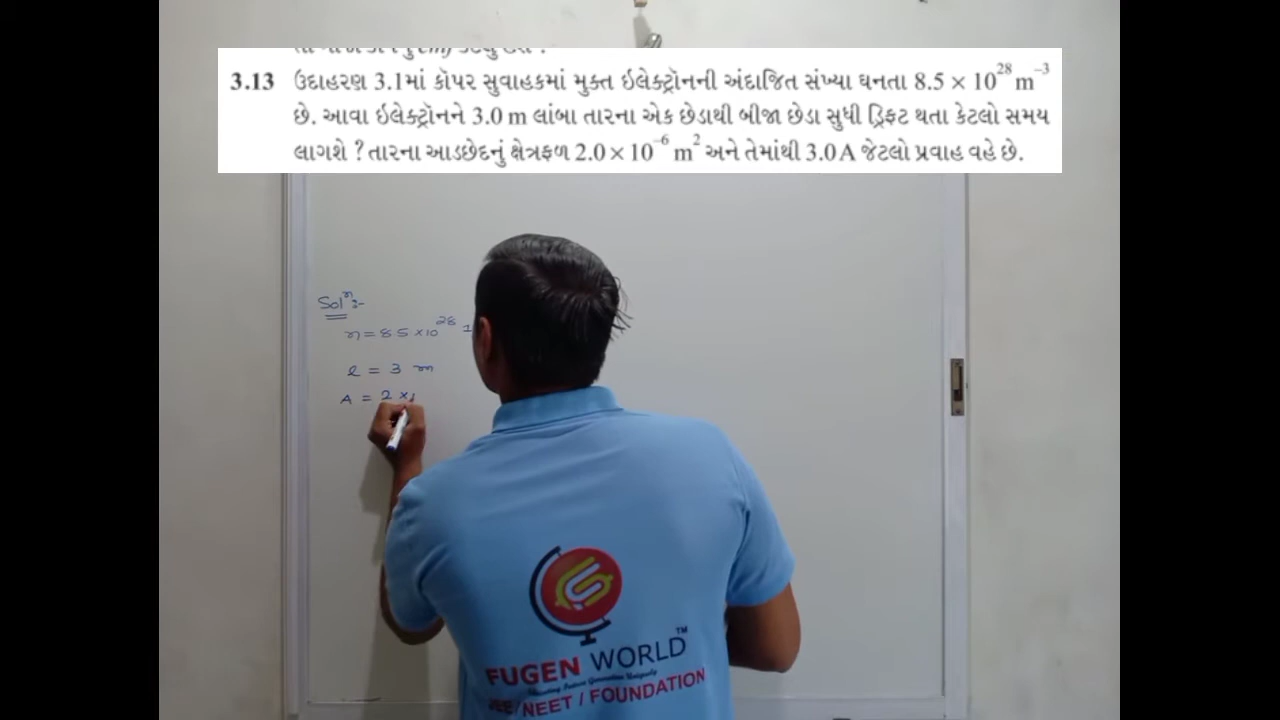 3.13 ઉદાહરણ 3.1માં કૉપર સુવાહકમાં મુક્ત ઇલેક્ટ્રૉનની અંદાજિત સંખ્યા ઘનતા 8.5 × 10²⁸ m⁻³
છે. આવા ઇલેક્ટ્રૉનને 3.0 m લાંબા તારના એક છેડાથી બીજા છેડા સુધી ડ્રિફ્ટ થતા કેટલો સમય
લાગશે ? તારના આડછેદનું ક્ષેત્રફળ 2.0 × 10⁻⁶ m² અને તેમાંથી 3.0 A જેટલો પ્રવાહ વહે છે.
Solⁿ:-
n = 8.5 × 10²⁸
l = 3 m
A = 2 ×
FUGEN WORLD™
JEE/NEET / FOUNDATION